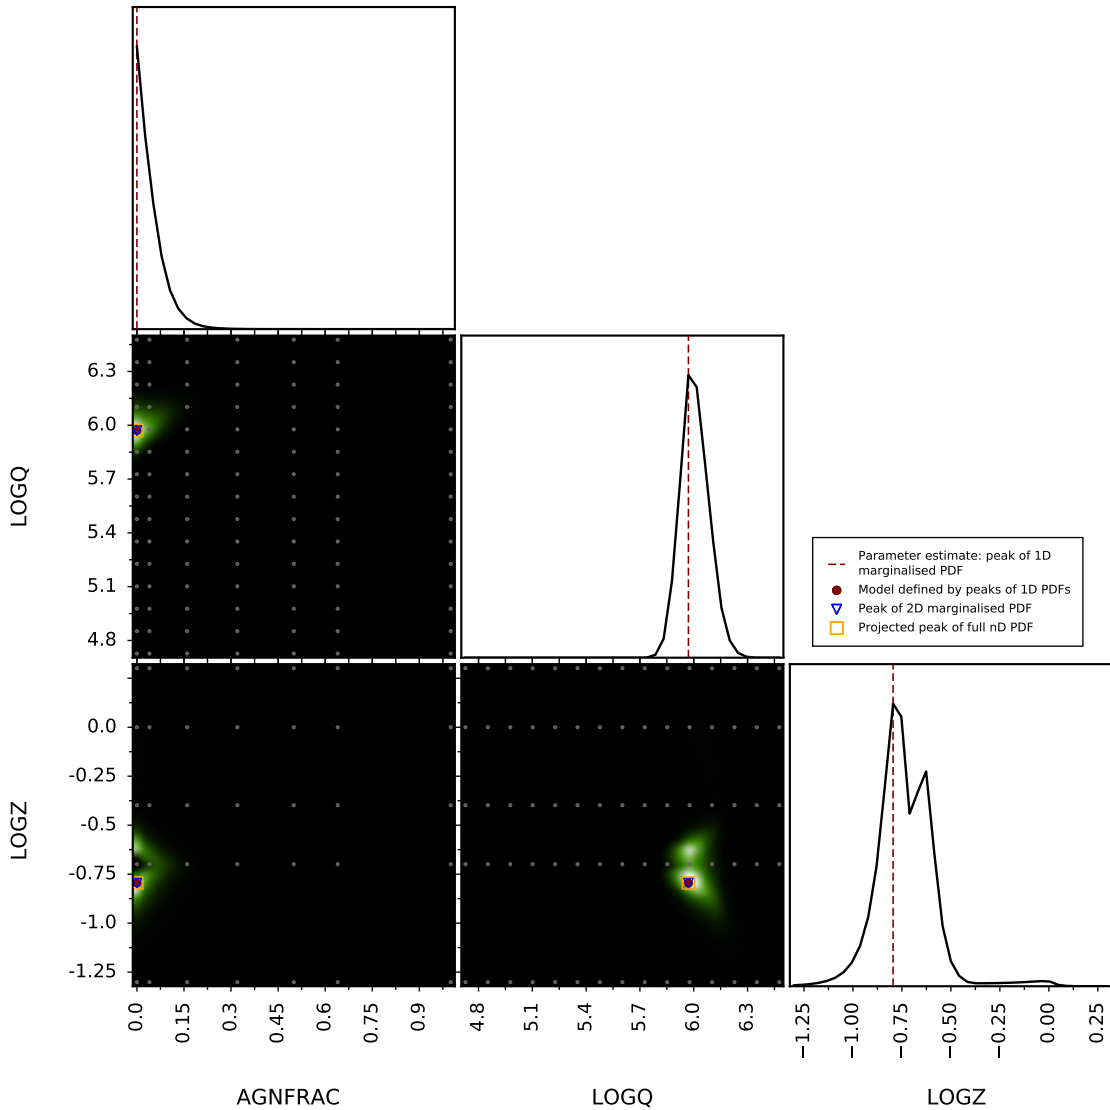 6.3
6.0
5.7
5.4
5.1
4.8
LOGQ
Parameter estimate: peak of 1D
marginalised PDF
Model defined by peaks of 1D PDFs
Peak of 2D marginalised PDF
Projected peak of full nD PDF
0.0
-0.25
-0.5
-0.75
-1.0
-1.25
LOGZ
0.0 0.15 0.3 0.45 0.6 0.75 0.9
4.8 5.1 5.4 5.7 6.0 6.3
−1.25 −1.00 −0.75 −0.50 −0.25 0.00 0.25
AGNFRAC LOGQ LOGZ